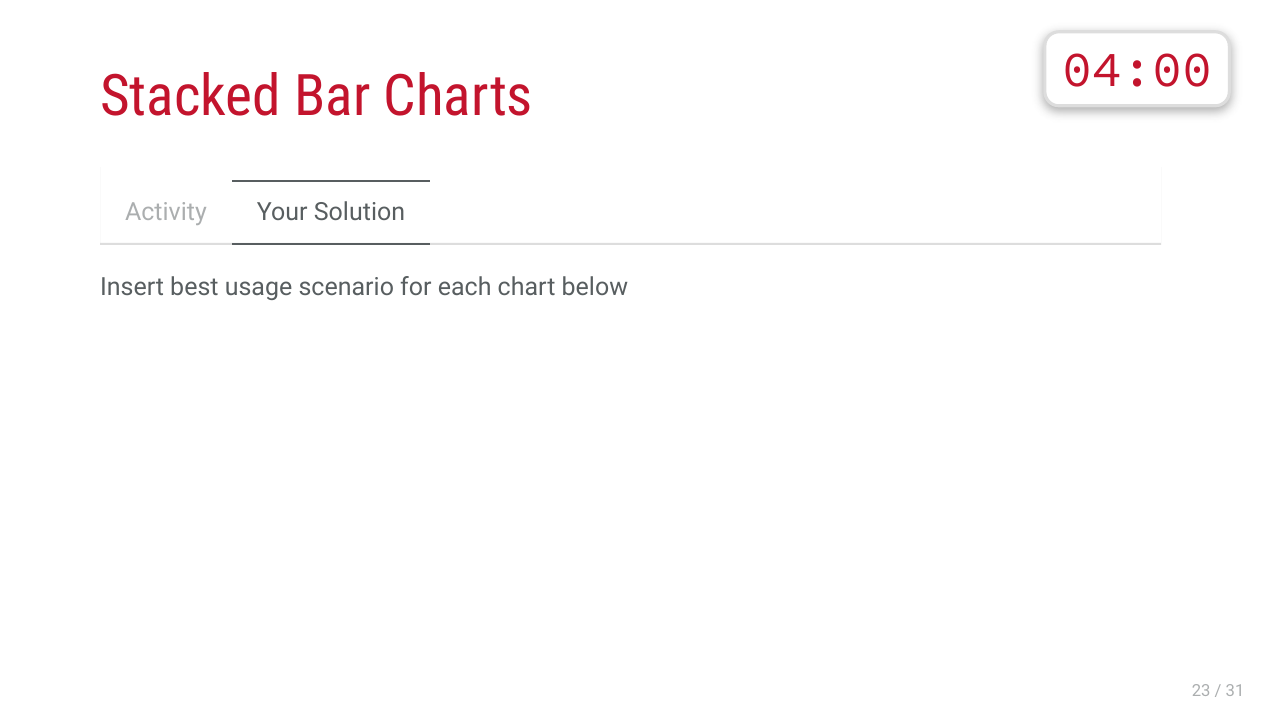 04:00
Stacked Bar Charts
Activity Your Solution
Insert best usage scenario for each chart below
23 / 31